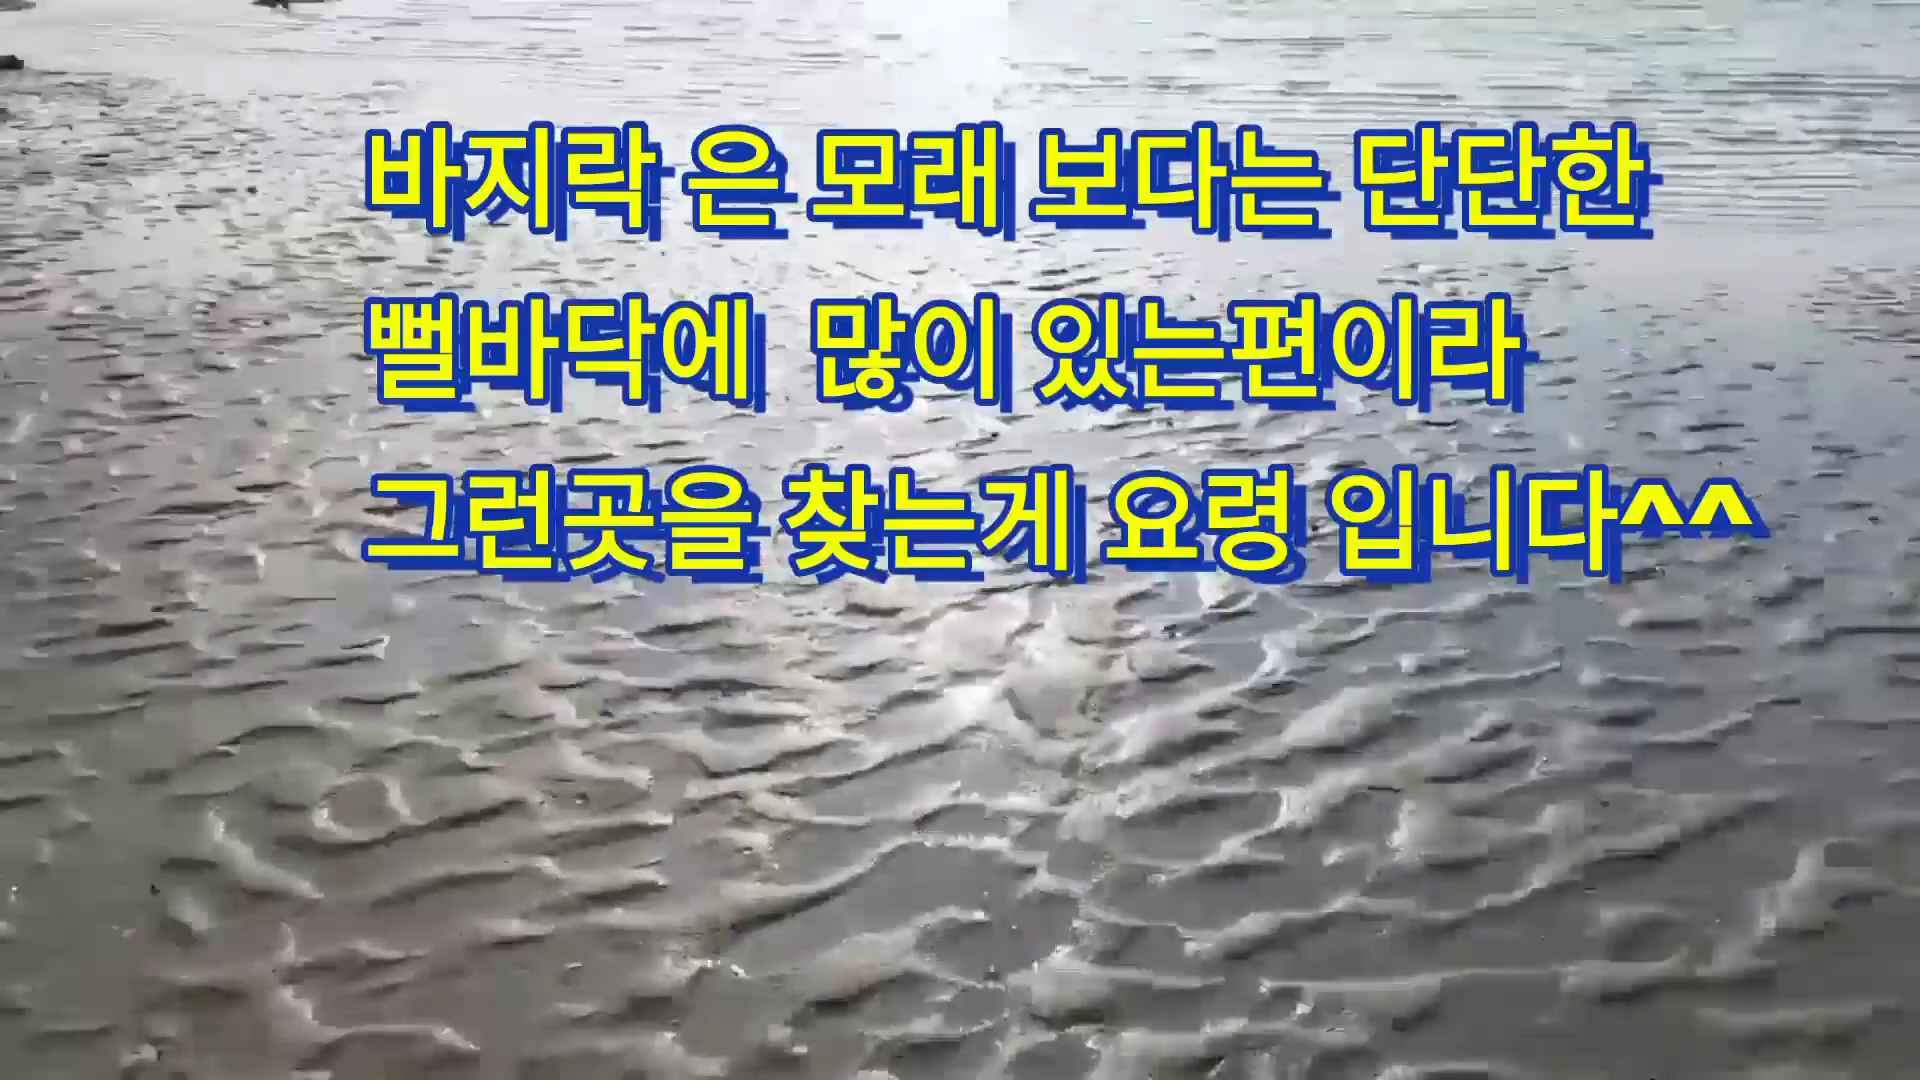 바지락 은 모래 보다는 단단한
뻘바닥에 많이 있는편이라
그런곳을 찾는게 요령 입니다^^